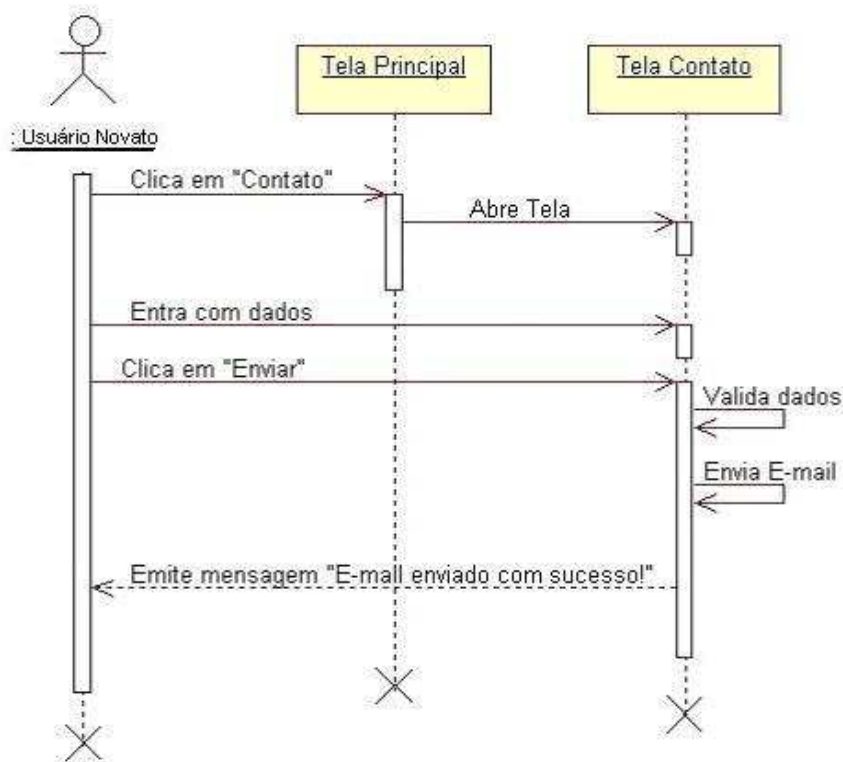 Tela Principal
Tela Contato
: Usuário Novato
Clica em "Contato"
Abre Tela
Entra com dados
Clica em "Enviar"
Valida dados
Envia E-mail
Emite mensagem "E-mail enviado com sucesso!"